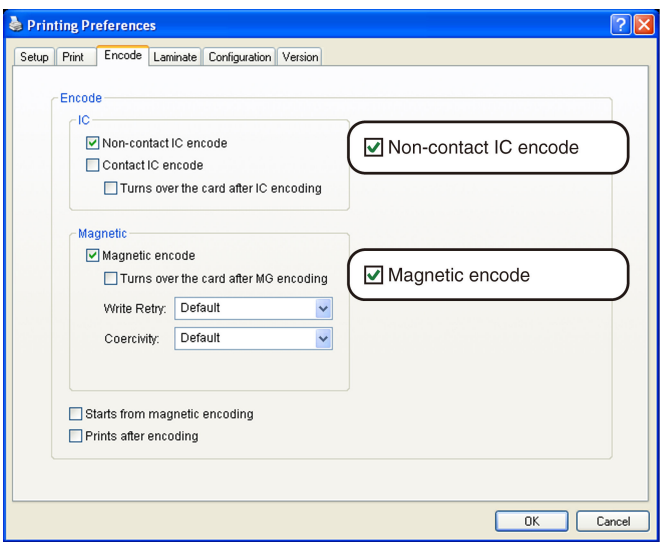 Printing Preferences
Setup Print Encode Laminate Configuration Version
Encode
IC
Non-contact IC encode
Contact IC encode
Turns over the card after IC encoding
Non-contact IC encode
Magnetic
Magnetic encode
Turns over the card after MG encoding
Write Retry: Default
Coercivity: Default
Magnetic encode
Starts from magnetic encoding
Prints after encoding
OK Cancel